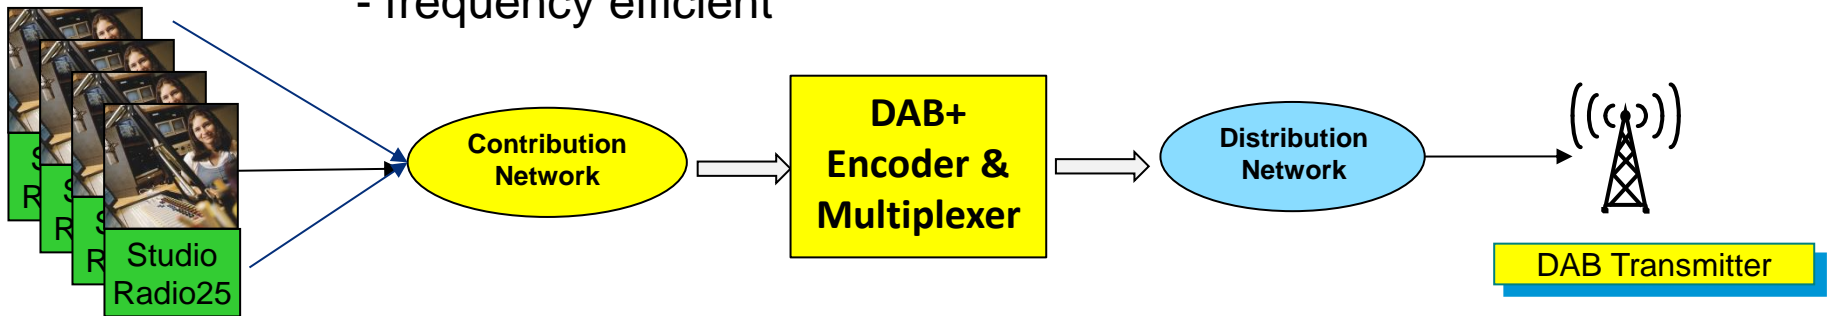 - frequency efficient
Contribution
Network
DAB+
Encoder &
Multiplexer
Distribution
Network
Studio
Radio25
DAB Transmitter